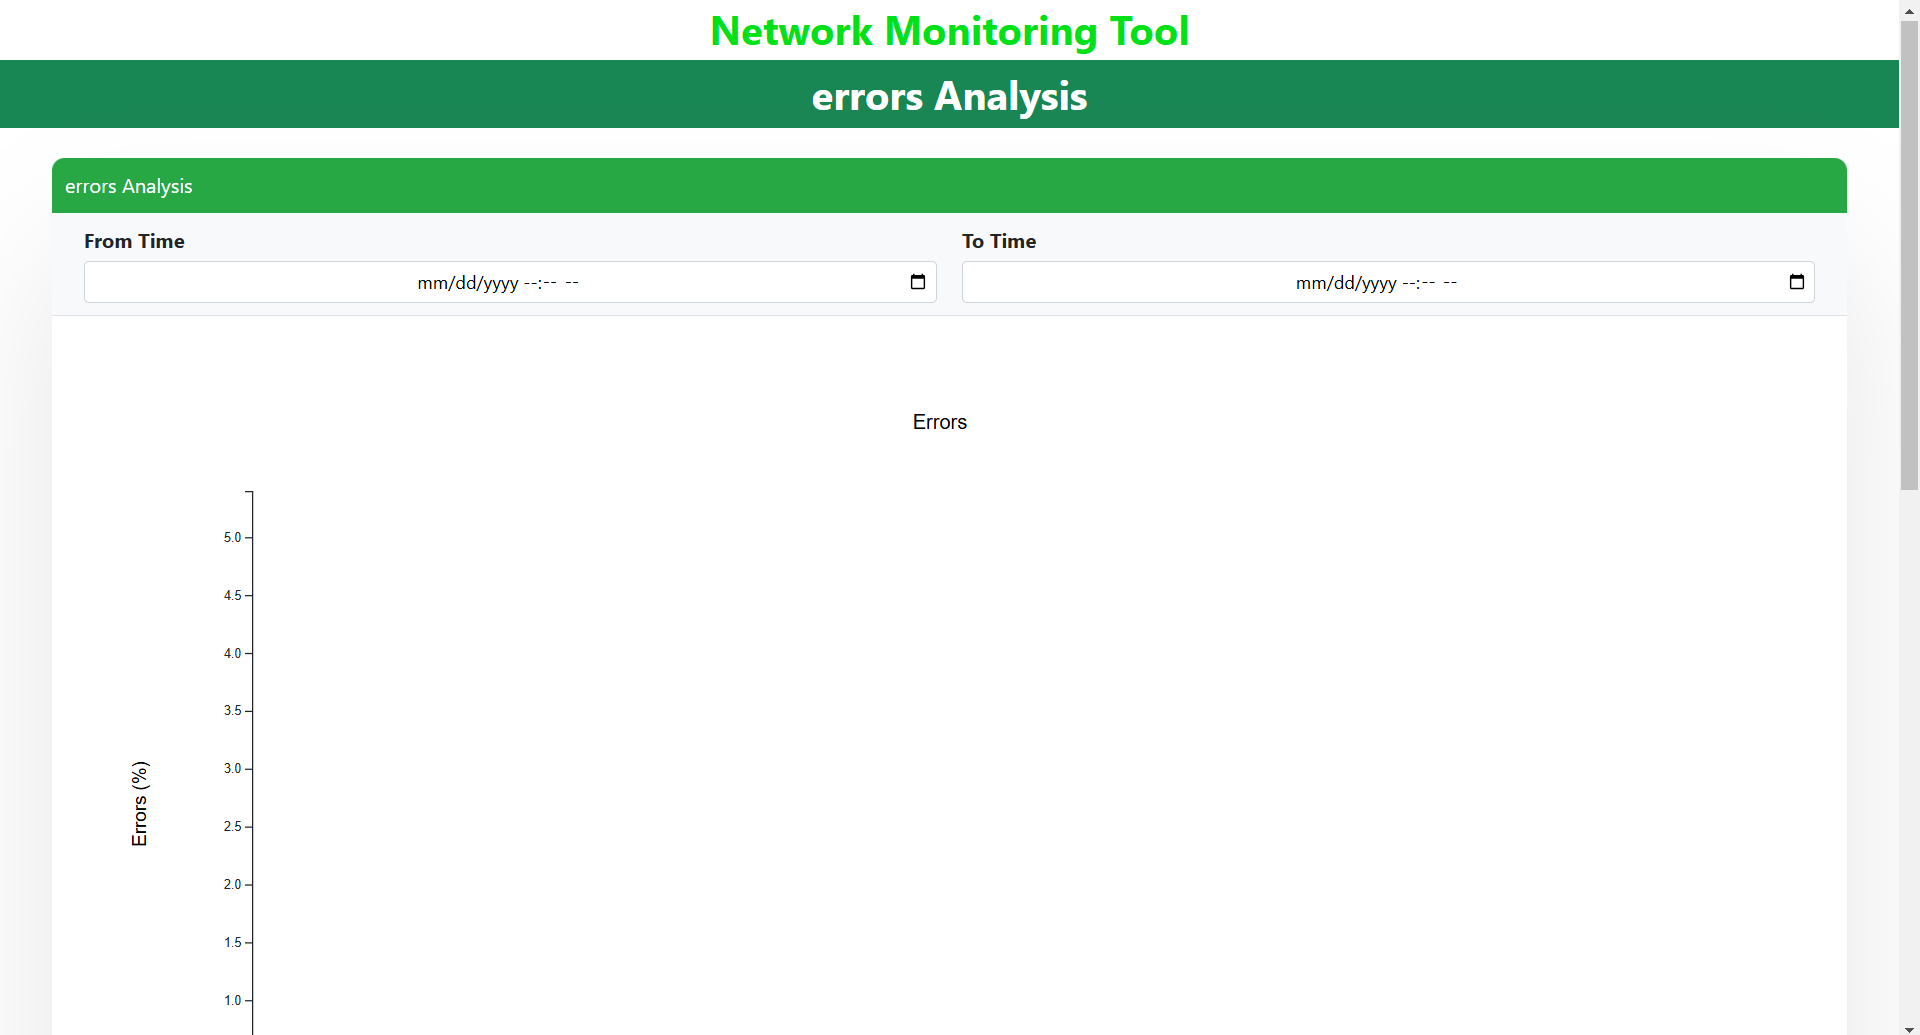 Network Monitoring Tool
errors Analysis
errors Analysis
From Time
To Time
mm/dd/yyyy --:-- --
mm/dd/yyyy --:-- --
Errors
5.0
4.5
4.0
3.5
3.0
Errors (%)
2.5
2.0
1.5
1.0